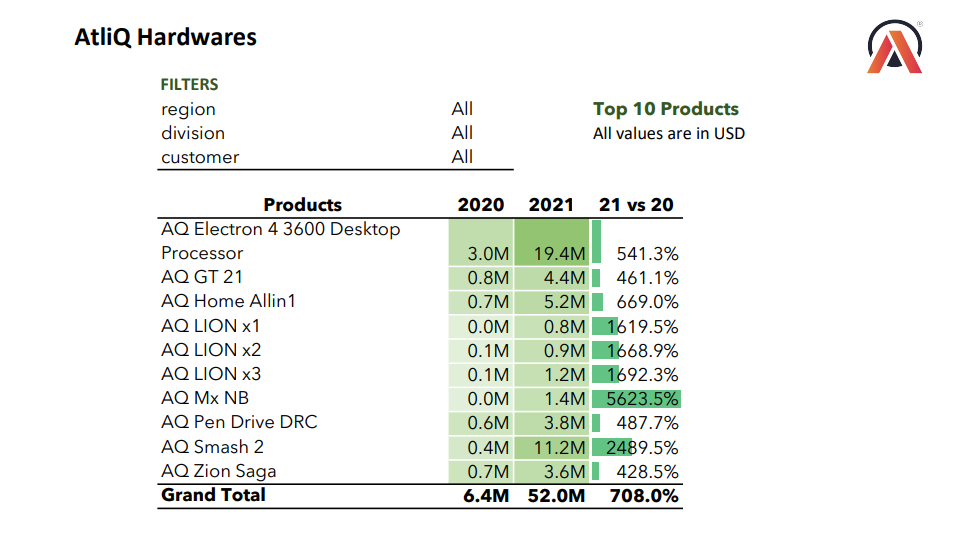 AtliQ Hardwares
FILTERS
region All
division All
customer All
Top 10 Products
All values are in USD
Products 2020 2021 21 vs 20
AQ Electron 4 3600 Desktop
Processor 3.0M 19.4M 541.3%
AQ GT 21 0.8M 4.4M 461.1%
AQ Home Allin1 0.7M 5.2M 669.0%
AQ LION x1 0.0M 0.8M 1619.5%
AQ LION x2 0.1M 0.9M 1668.9%
AQ LION x3 0.1M 1.2M 1692.3%
AQ Mx NB 0.0M 1.4M 5623.5%
AQ Pen Drive DRC 0.6M 3.8M 487.7%
AQ Smash 2 0.4M 11.2M 2489.5%
AQ Zion Saga 0.7M 3.6M 428.5%
Grand Total 6.4M 52.0M 708.0%